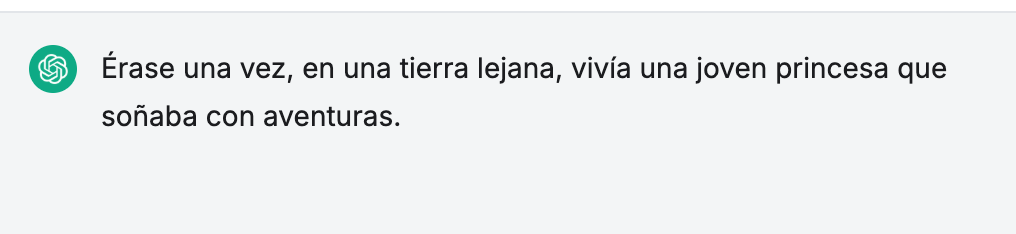 Érase una vez, en una tierra lejana, vivía una joven princesa que
soñaba con aventuras.